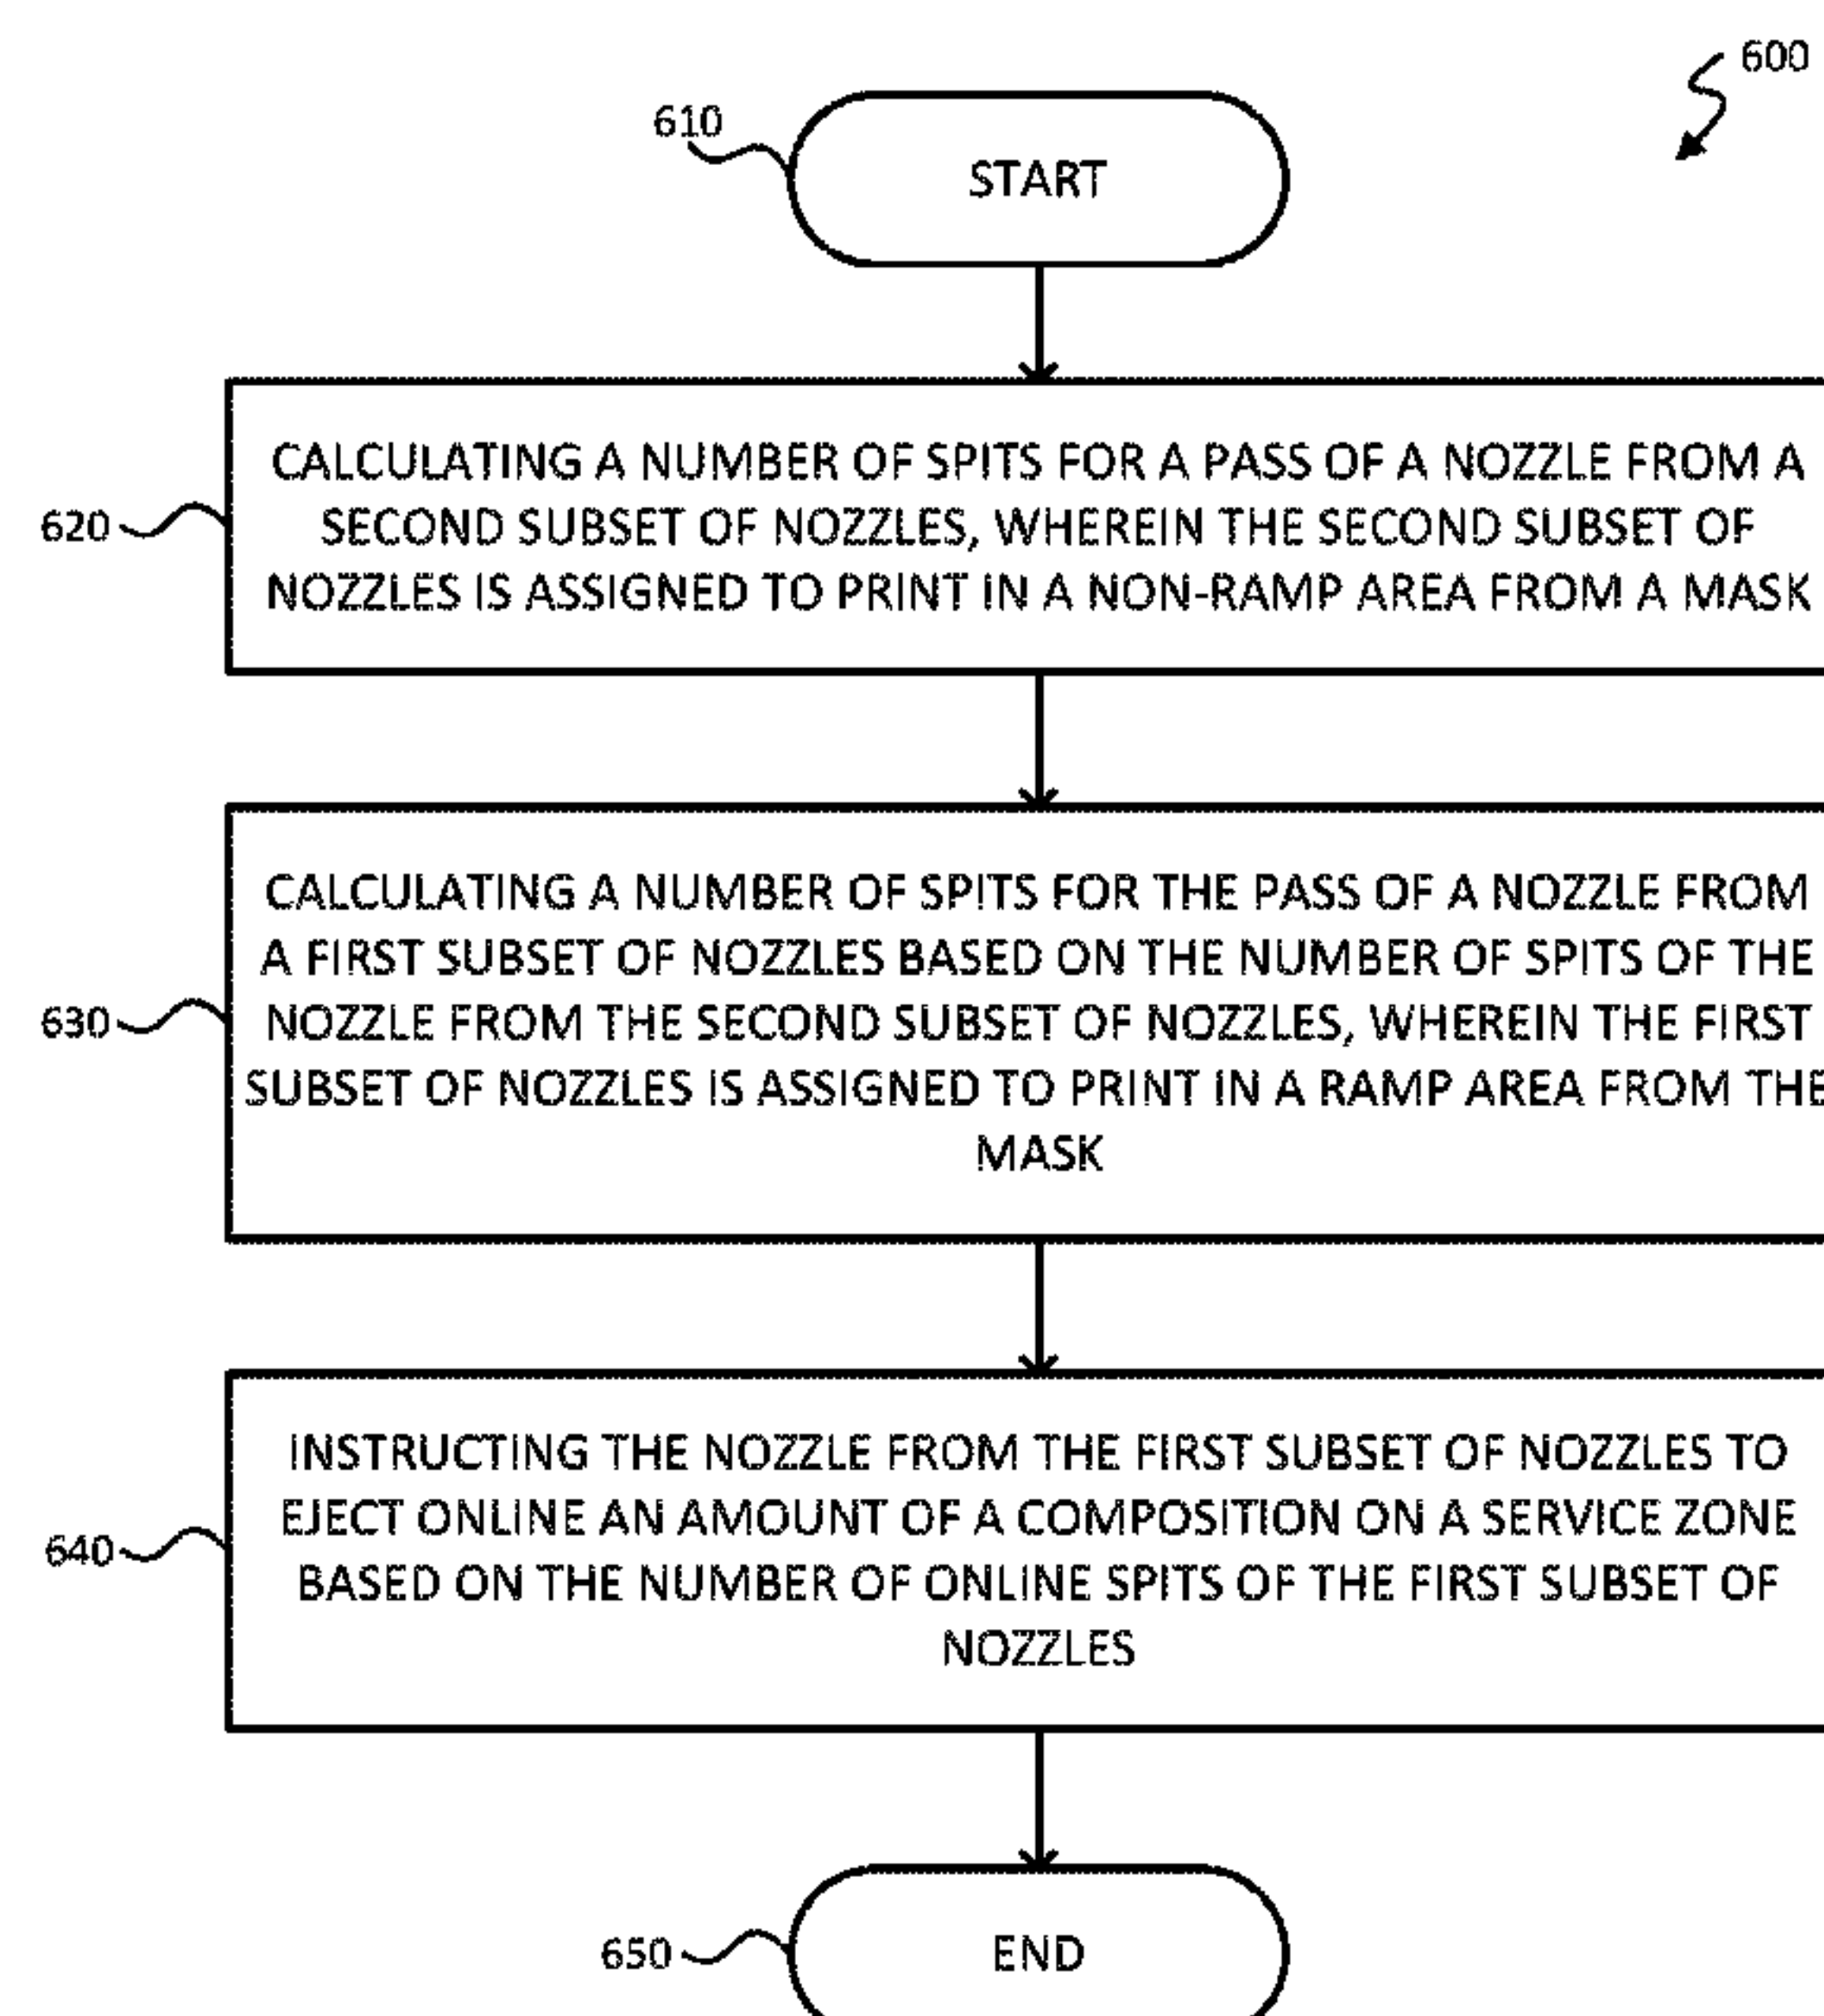 600
610
START
CALCULATING A NUMBER OF SPITS FOR A PASS OF A NOZZLE FROM A
SECOND SUBSET OF NOZZLES, WHEREIN THE SECOND SUBSET OF
NOZZLES IS ASSIGNED TO PRINT IN A NON-RAMP AREA FROM A MASK
620
CALCULATING A NUMBER OF SPITS FOR THE PASS OF A NOZZLE FROM
A FIRST SUBSET OF NOZZLES BASED ON THE NUMBER OF SPITS OF THE
NOZZLE FROM THE SECOND SUBSET OF NOZZLES, WHEREIN THE FIRST
SUBSET OF NOZZLES IS ASSIGNED TO PRINT IN A RAMP AREA FROM THE
MASK
630
INSTRUCTING THE NOZZLE FROM THE FIRST SUBSET OF NOZZLES TO
EJECT ONLINE AN AMOUNT OF A COMPOSITION ON A SERVICE ZONE
BASED ON THE NUMBER OF ONLINE SPITS OF THE FIRST SUBSET OF
NOZZLES
640
650
END